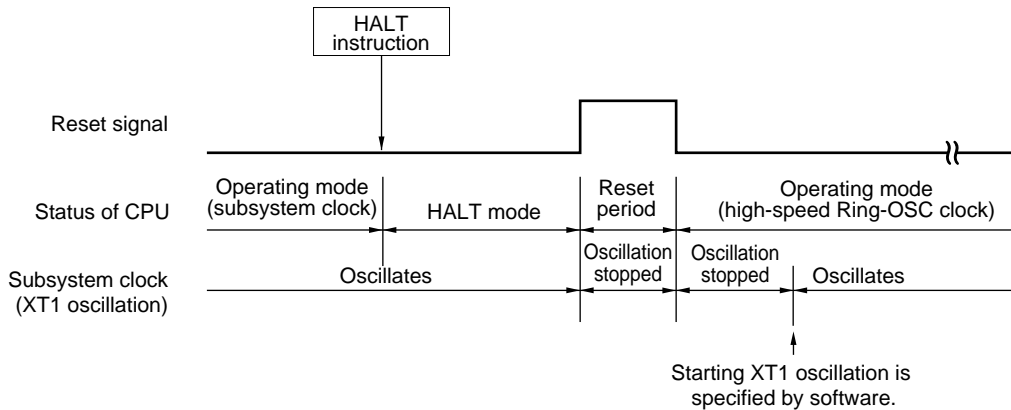 HALT
instruction
Reset signal
Status of CPU
Operating mode
(subsystem clock)
HALT mode
Reset
period
Operating mode
(high-speed Ring-OSC clock)
Subsystem clock
(XT1 oscillation)
Oscillates
Oscillation
stopped
Oscillation
stopped
Oscillates
Starting XT1 oscillation is
specified by software.